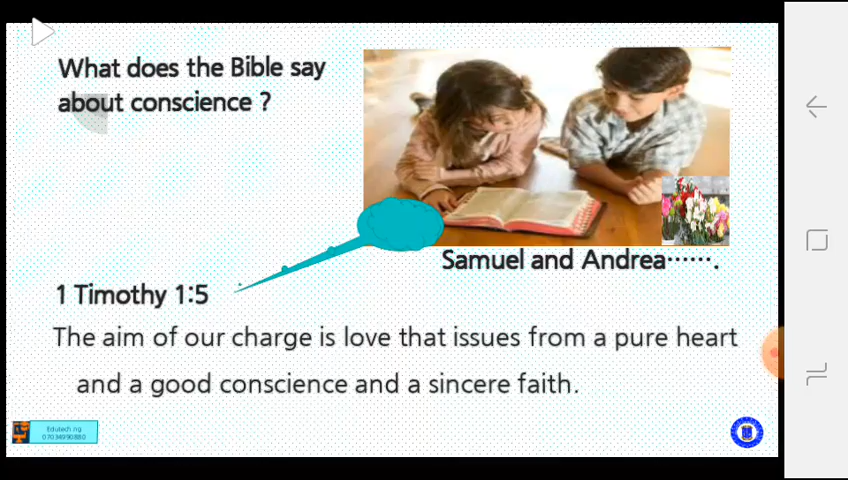 What does the Bible say
about conscience ?
Samuel and Andrea…….
1 Timothy 1:5
The aim of our charge is love that issues from a pure heart
and a good conscience and a sincere faith.
Edutech.ng
07034990880